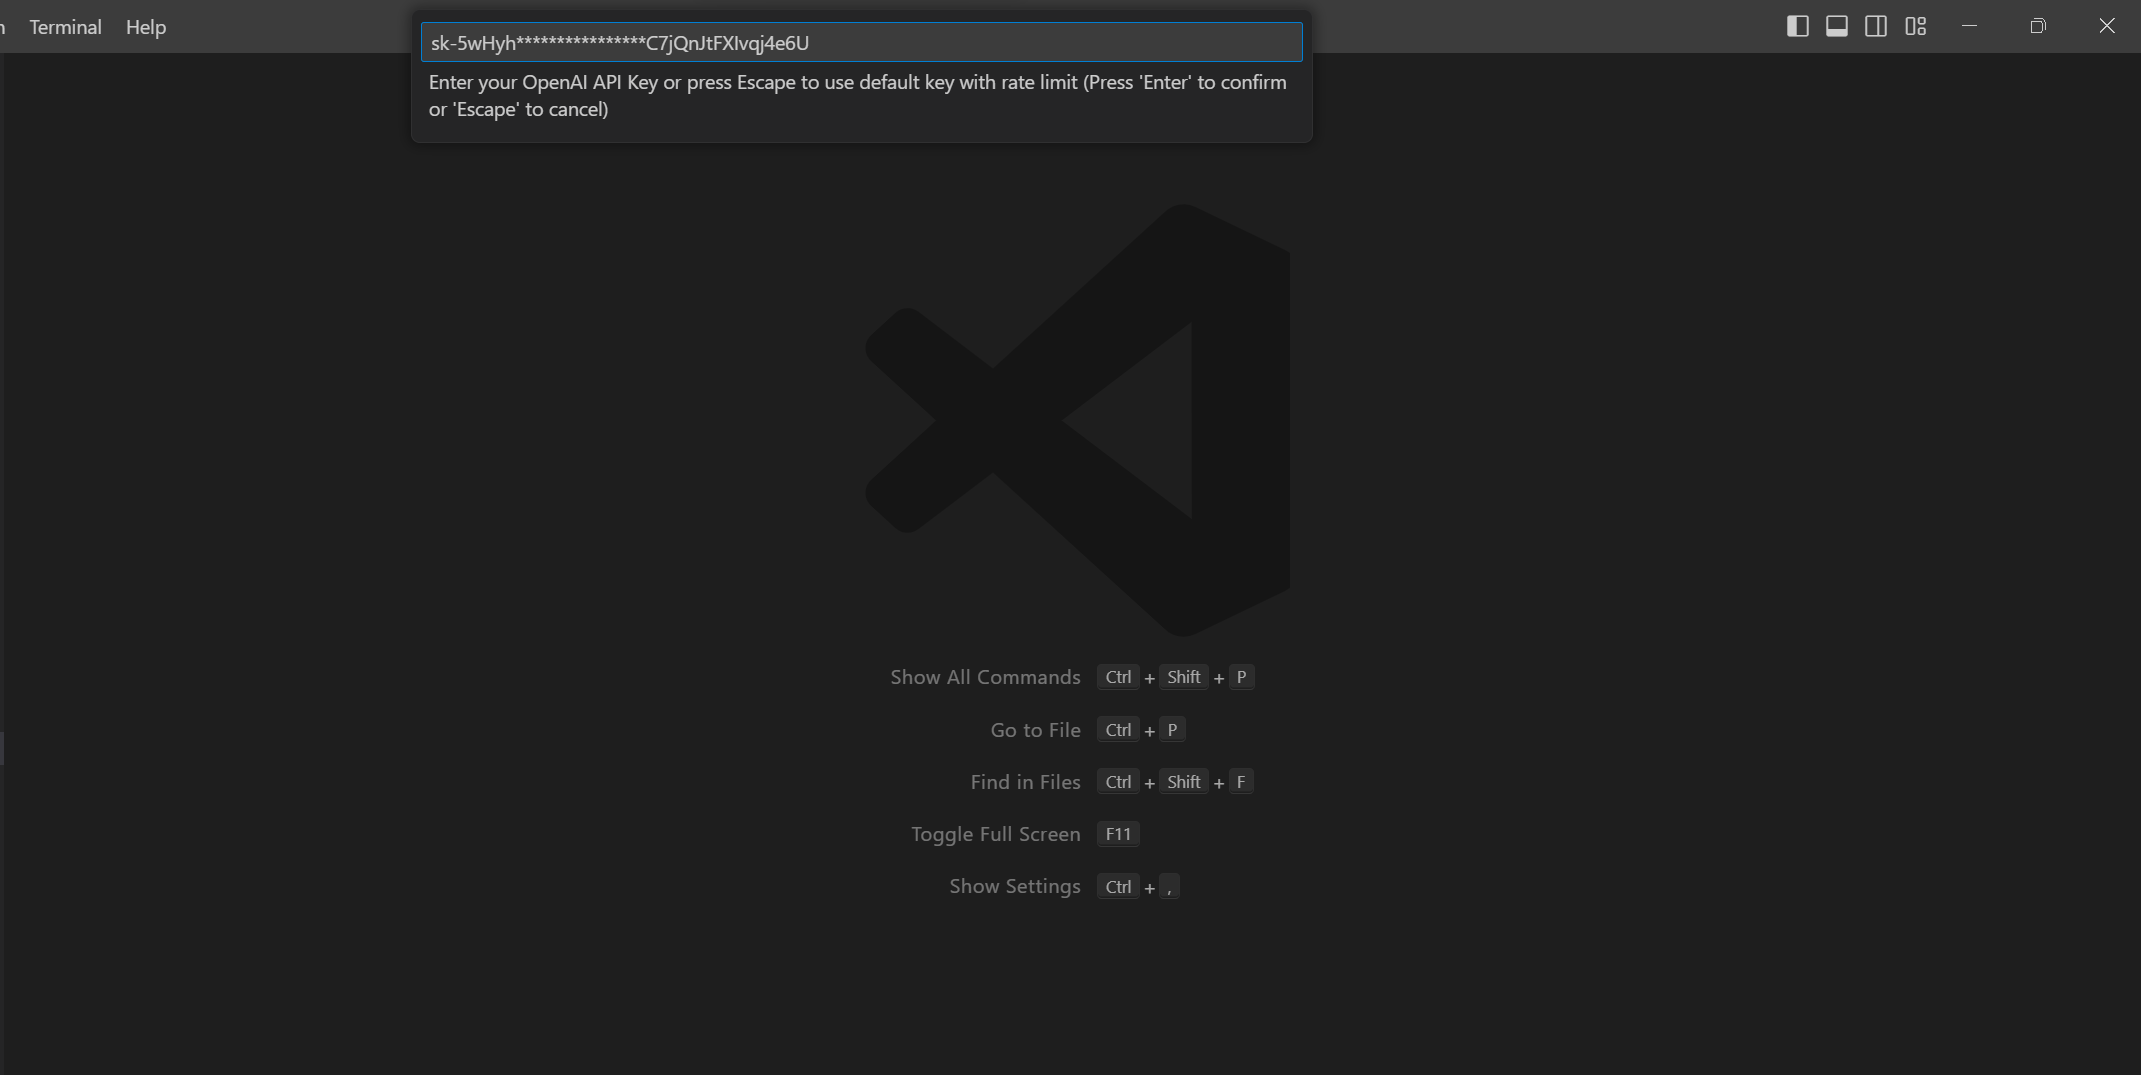 Terminal Help
sk-5wHyh****************C7jQnJtFXIvqj4e6U
Enter your OpenAI API Key or press Escape to use default key with rate limit (Press 'Enter' to confirm
or 'Escape' to cancel)
Show All Commands Ctrl + Shift + P
Go to File Ctrl + P
Find in Files Ctrl + Shift + F
Toggle Full Screen F11
Show Settings Ctrl + ,